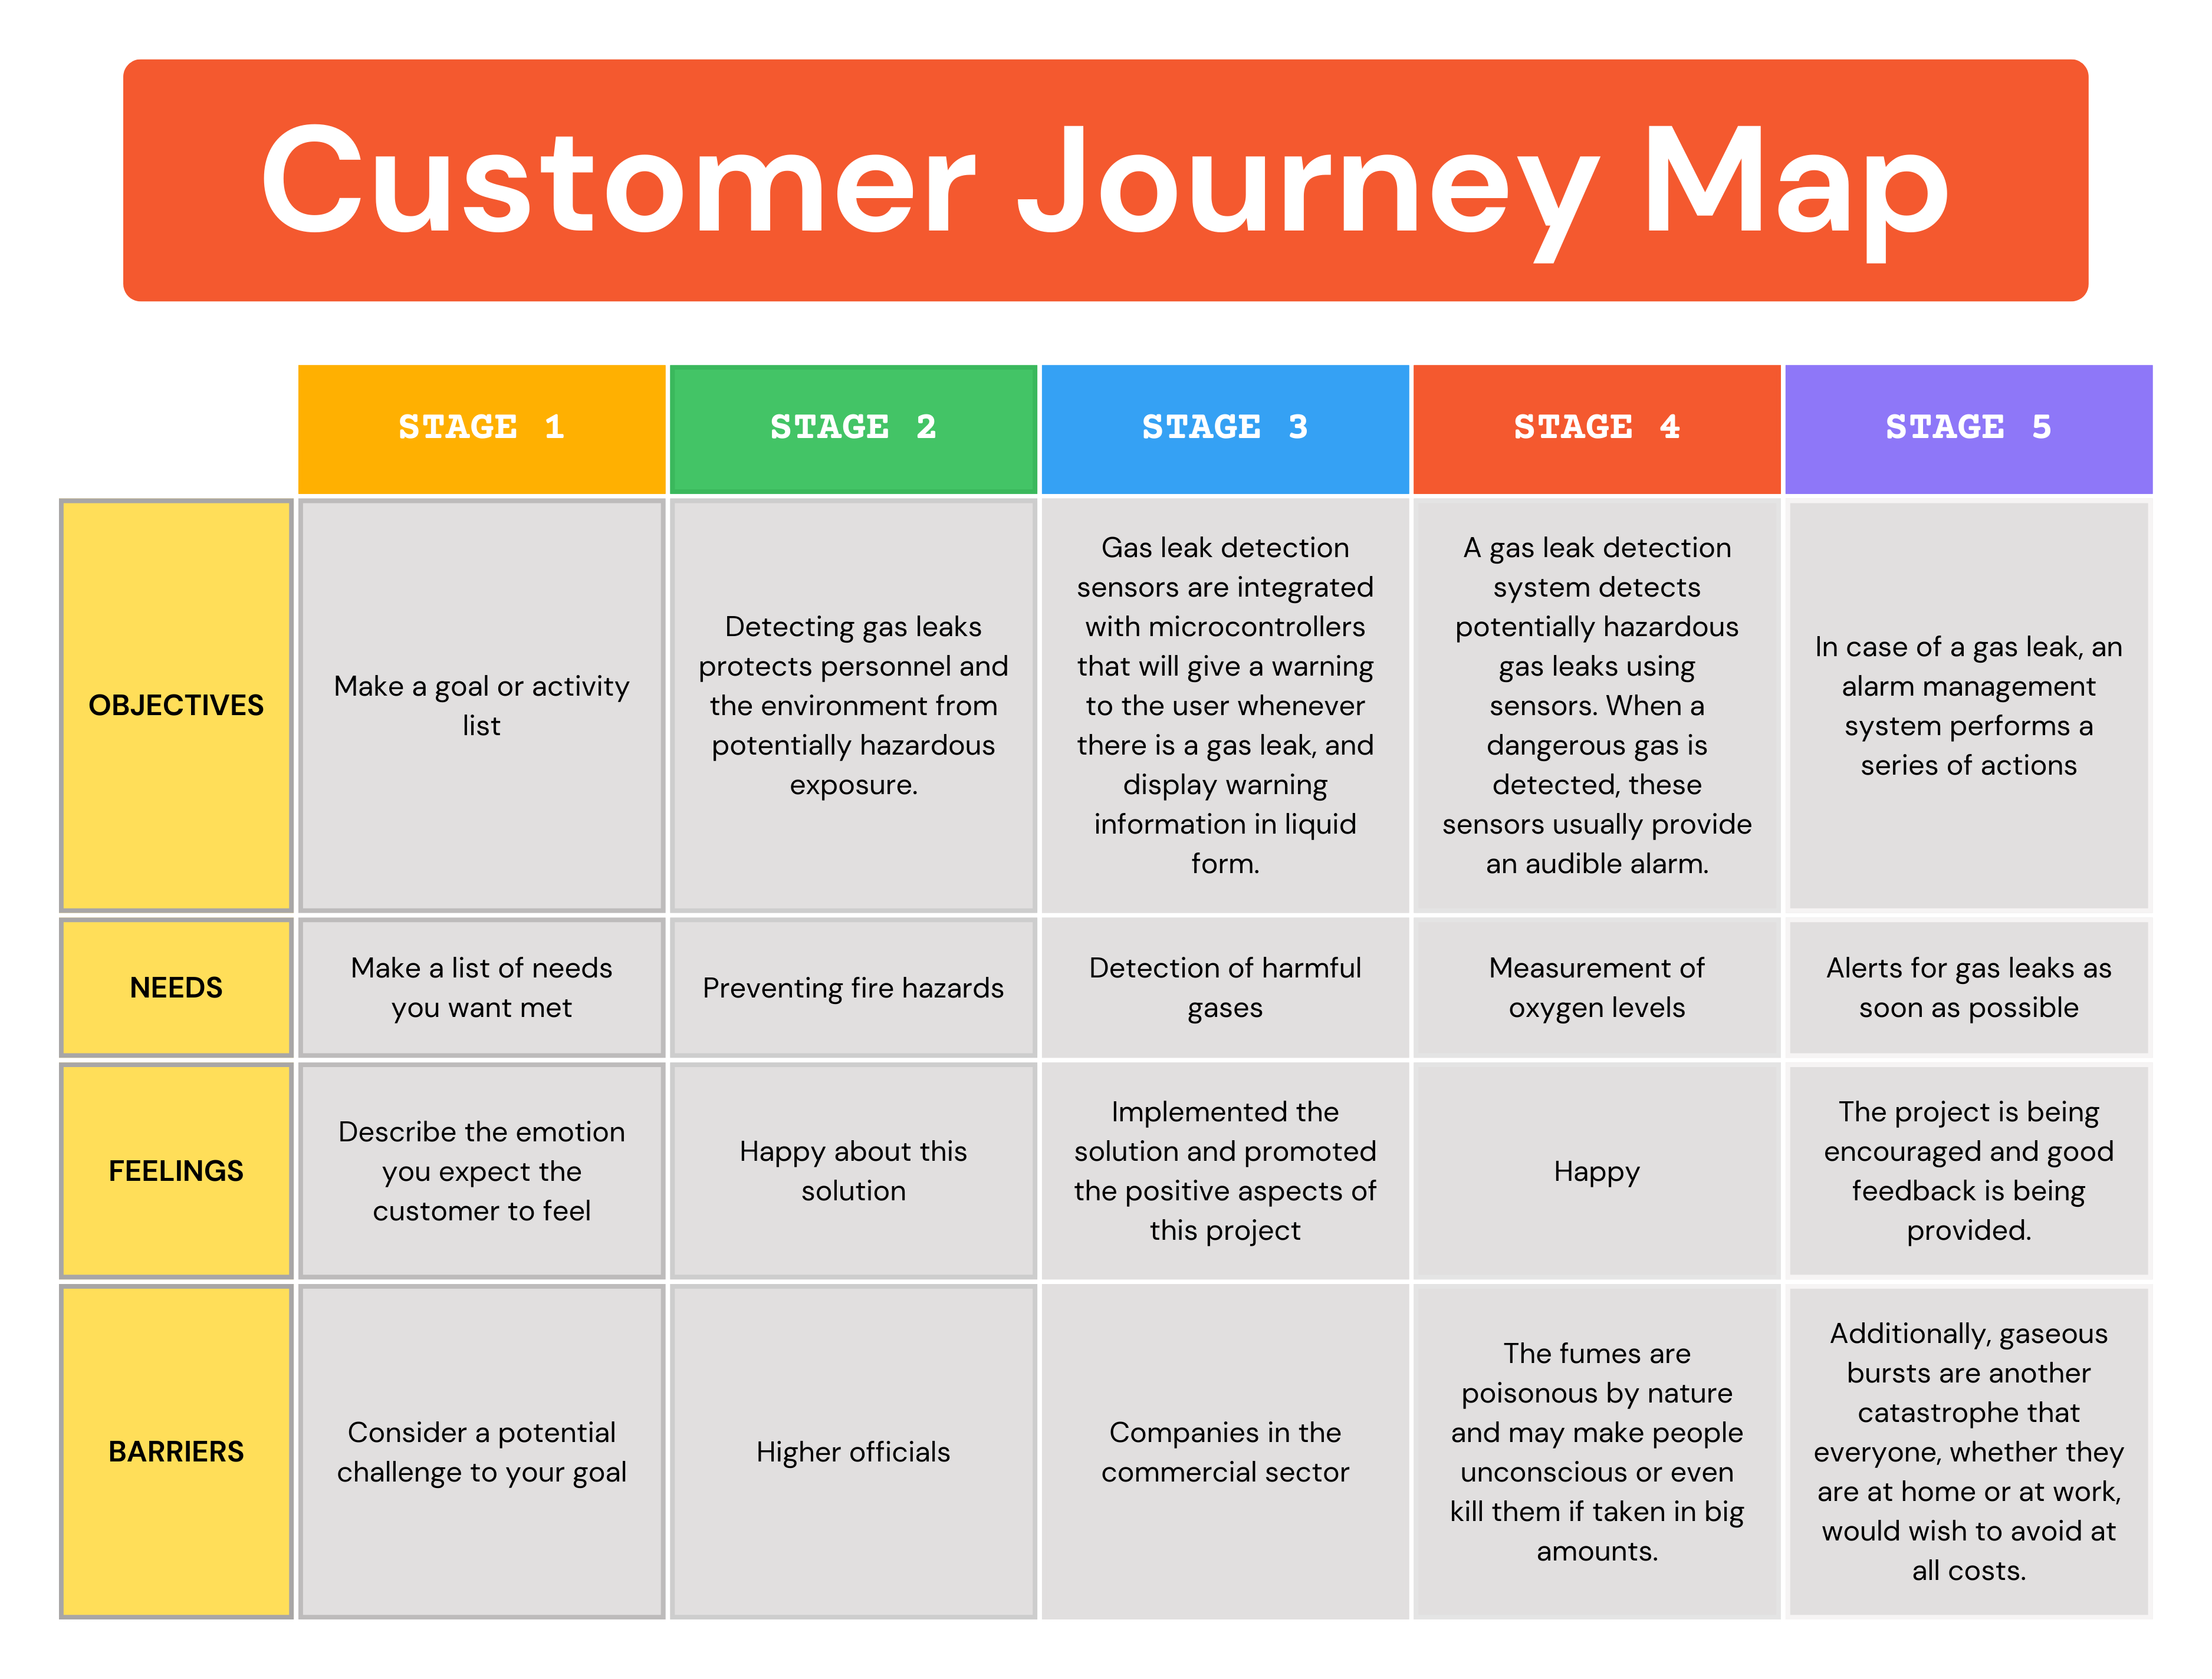 Customer Journey Map
STAGE 1
STAGE 2
STAGE 3
STAGE 4
STAGE 5
OBJECTIVES
Make a goal or activity
list
Detecting gas leaks
protects personnel and
the environment from
potentially hazardous
exposure.
Gas leak detection
sensors are integrated
with microcontrollers
that will give a warning
to the user whenever
there is a gas leak, and
display warning
information in liquid
form.
A gas leak detection
system detects
potentially hazardous
gas leaks using
sensors. When a
dangerous gas is
detected, these
sensors usually provide
an audible alarm.
In case of a gas leak, an
alarm management
system performs a
series of actions
NEEDS
Make a list of needs
you want met
Preventing fire hazards
Detection of harmful
gases
Measurement of
oxygen levels
Alerts for gas leaks as
soon as possible
FEELINGS
Describe the emotion
you expect the
customer to feel
Happy about this
solution
Implemented the
solution and promoted
the positive aspects of
this project
Happy
The project is being
encouraged and good
feedback is being
provided.
BARRIERS
Consider a potential
challenge to your goal
Higher officials
Companies in the
commercial sector
The fumes are
poisonous by nature
and may make people
unconscious or even
kill them if taken in big
amounts.
Additionally, gaseous
bursts are another
catastrophe that
everyone, whether they
are at home or at work,
would wish to avoid at
all costs.